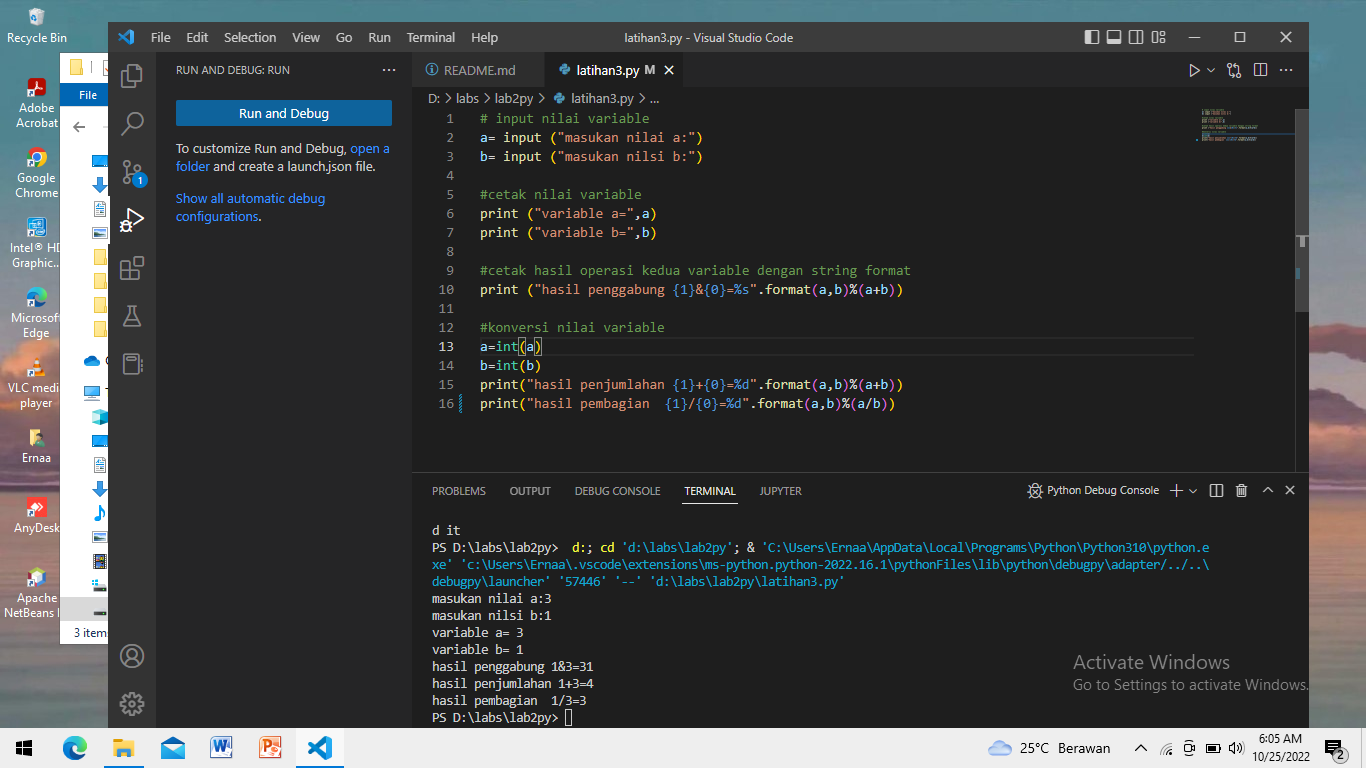 Recycle Bin
Adobe
Acrobat
Google
Chrome
Intel® HD
Graphic...
Microsoft
Edge
VLC media
player
Ernaa
AnyDesk
Apache
NetBeans
File
3 items
File Edit Selection View Go Run Terminal Help
latihan3.py - Visual Studio Code
RUN AND DEBUG: RUN ...
Run and Debug
To customize Run and Debug, open a
folder and create a launch.json file.
Show all automatic debug
configurations.
1
README.md
latihan3.py M
D: > labs > lab2py > latihan3.py > ...
1 # input nilai variable
2 a= input ("masukan nilai a:")
3 b= input ("masukan nilsi b:")
4
5 #cetak nilai variable
6 print ("variable a=",a)
7 print ("variable b=",b)
8
9 #cetak hasil operasi kedua variable dengan string format
10 print ("hasil penggabung {1}&{0}=%s".format(a,b)%(a+b))
11
12 #konversi nilai variable
13 a=int(a)
14 b=int(b)
15 print("hasil penjumlahan {1}+{0}=%d".format(a,b)%(a+b))
16 print("hasil pembagian  {1}/{0}=%d".format(a,b)%(a/b))
PROBLEMS OUTPUT DEBUG CONSOLE TERMINAL JUPYTER
Python Debug Console
d it
PS D:\labs\lab2py>  d:; cd 'd:\labs\lab2py'; & 'C:\Users\Ernaa\AppData\Local\Programs\Python\Python310\python.e
xe' 'c:\Users\Ernaa\.vscode\extensions\ms-python.python-2022.16.1\pythonFiles\lib\python\debugpy\adapter/../..\
debugpy\launcher' '57446' '--' 'd:\labs\lab2py\latihan3.py'
masukan nilai a:3
masukan nilsi b:1
variable a= 3
variable b= 1
hasil penggabung 1&3=31
hasil penjumlahan 1+3=4
hasil pembagian  1/3=3
PS D:\labs\lab2py>
Activate Windows
Go to Settings to activate Windows.
25°C Berawan
6:05 AM
10/25/2022
2